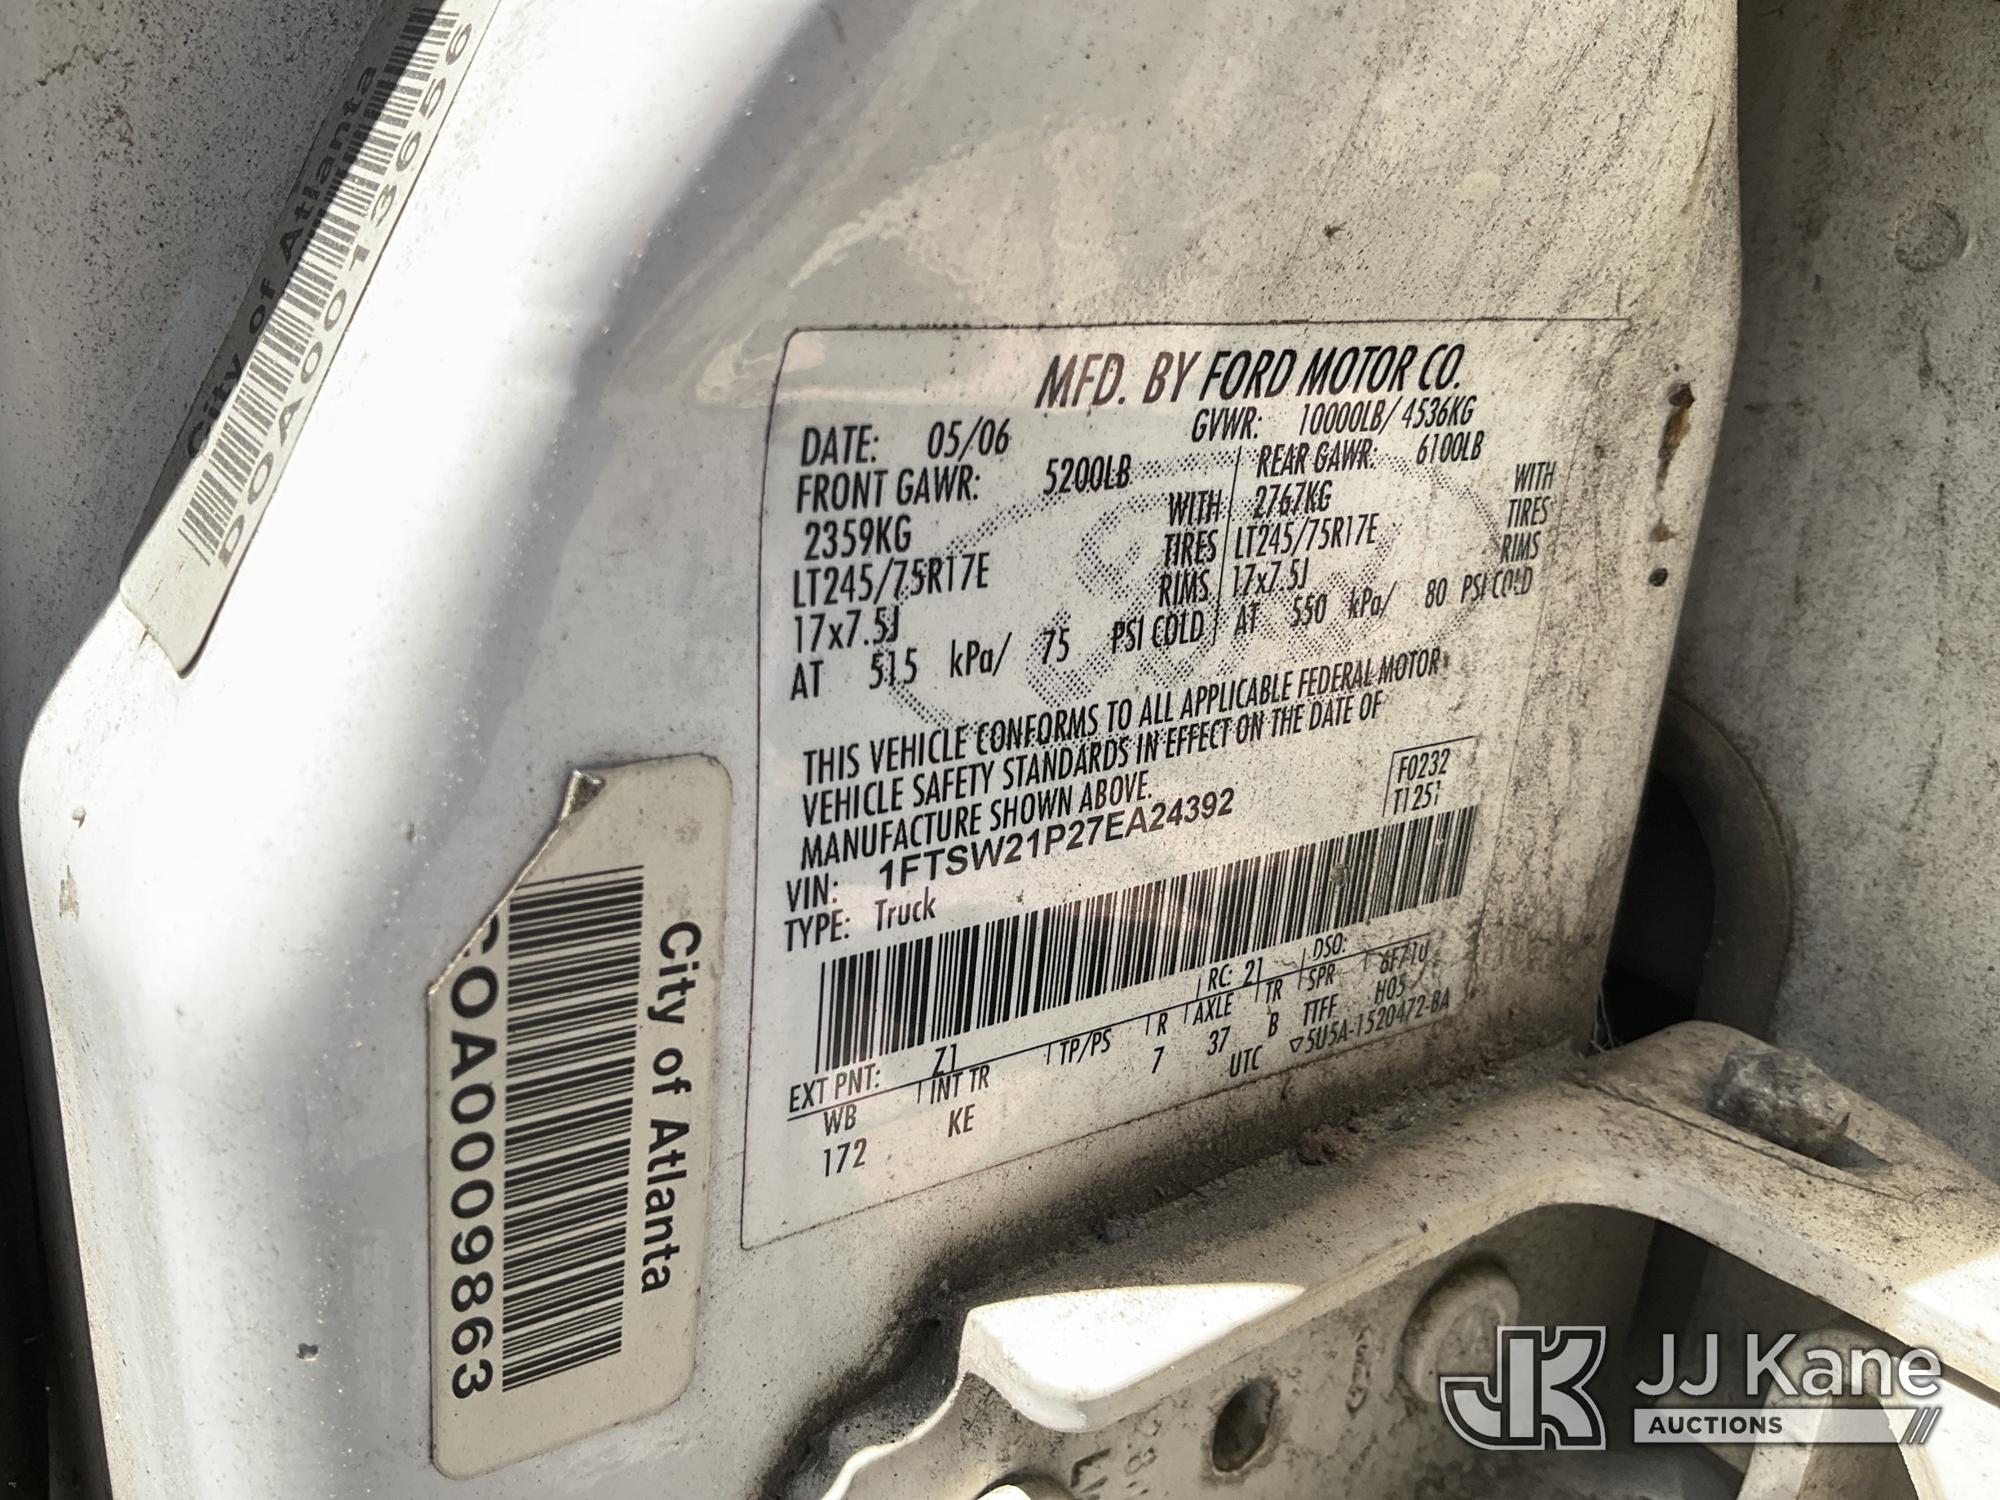 City of Atlanta
D0A00013656
MFD. BY FORD MOTOR CO.
DATE: 05/06 GVWR: 10000LB/ 4536KG
FRONT GAWR: 5200LB REAR GAWR: 6100LB
2359KG WITH 2767KG WITH
LT245/75R17E TIRES LT245/75R17E TIRES
17x7.5J RIMS 17x7.5J RIMS
AT 515 kPa/ 75 PSI COLD AT 550 kPa/ 80 PSI COLD
THIS VEHICLE CONFORMS TO ALL APPLICABLE FEDERAL MOTOR
VEHICLE SAFETY STANDARDS IN EFFECT ON THE DATE OF
MANUFACTURE SHOWN ABOVE.
F0232
T1251
VIN: 1FTSW21P27EA24392
TYPE: Truck
EXT PNT: Z1 RC: 21 DSO:
WB INT TR TP/PS R AXLE TR SPR 6F710
172 KE 7 37 B TTFF H05
UTC ▽5U5A-1520472-BA
City of Atlanta
COA0009863
JK JJ Kane
AUCTIONS